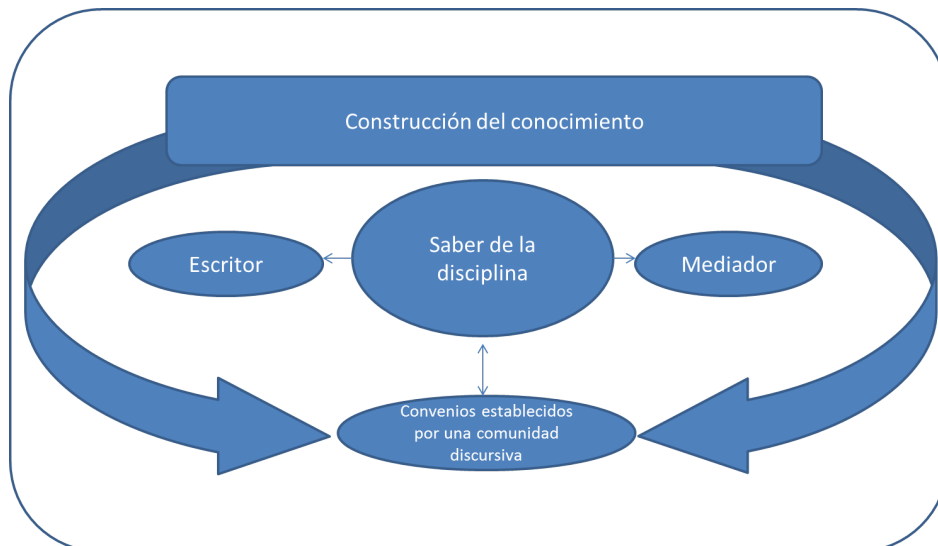 Construcción del conocimiento
Saber de la
disciplina
Escritor
Mediador
Convenios establecidos
por una comunidad
discursiva